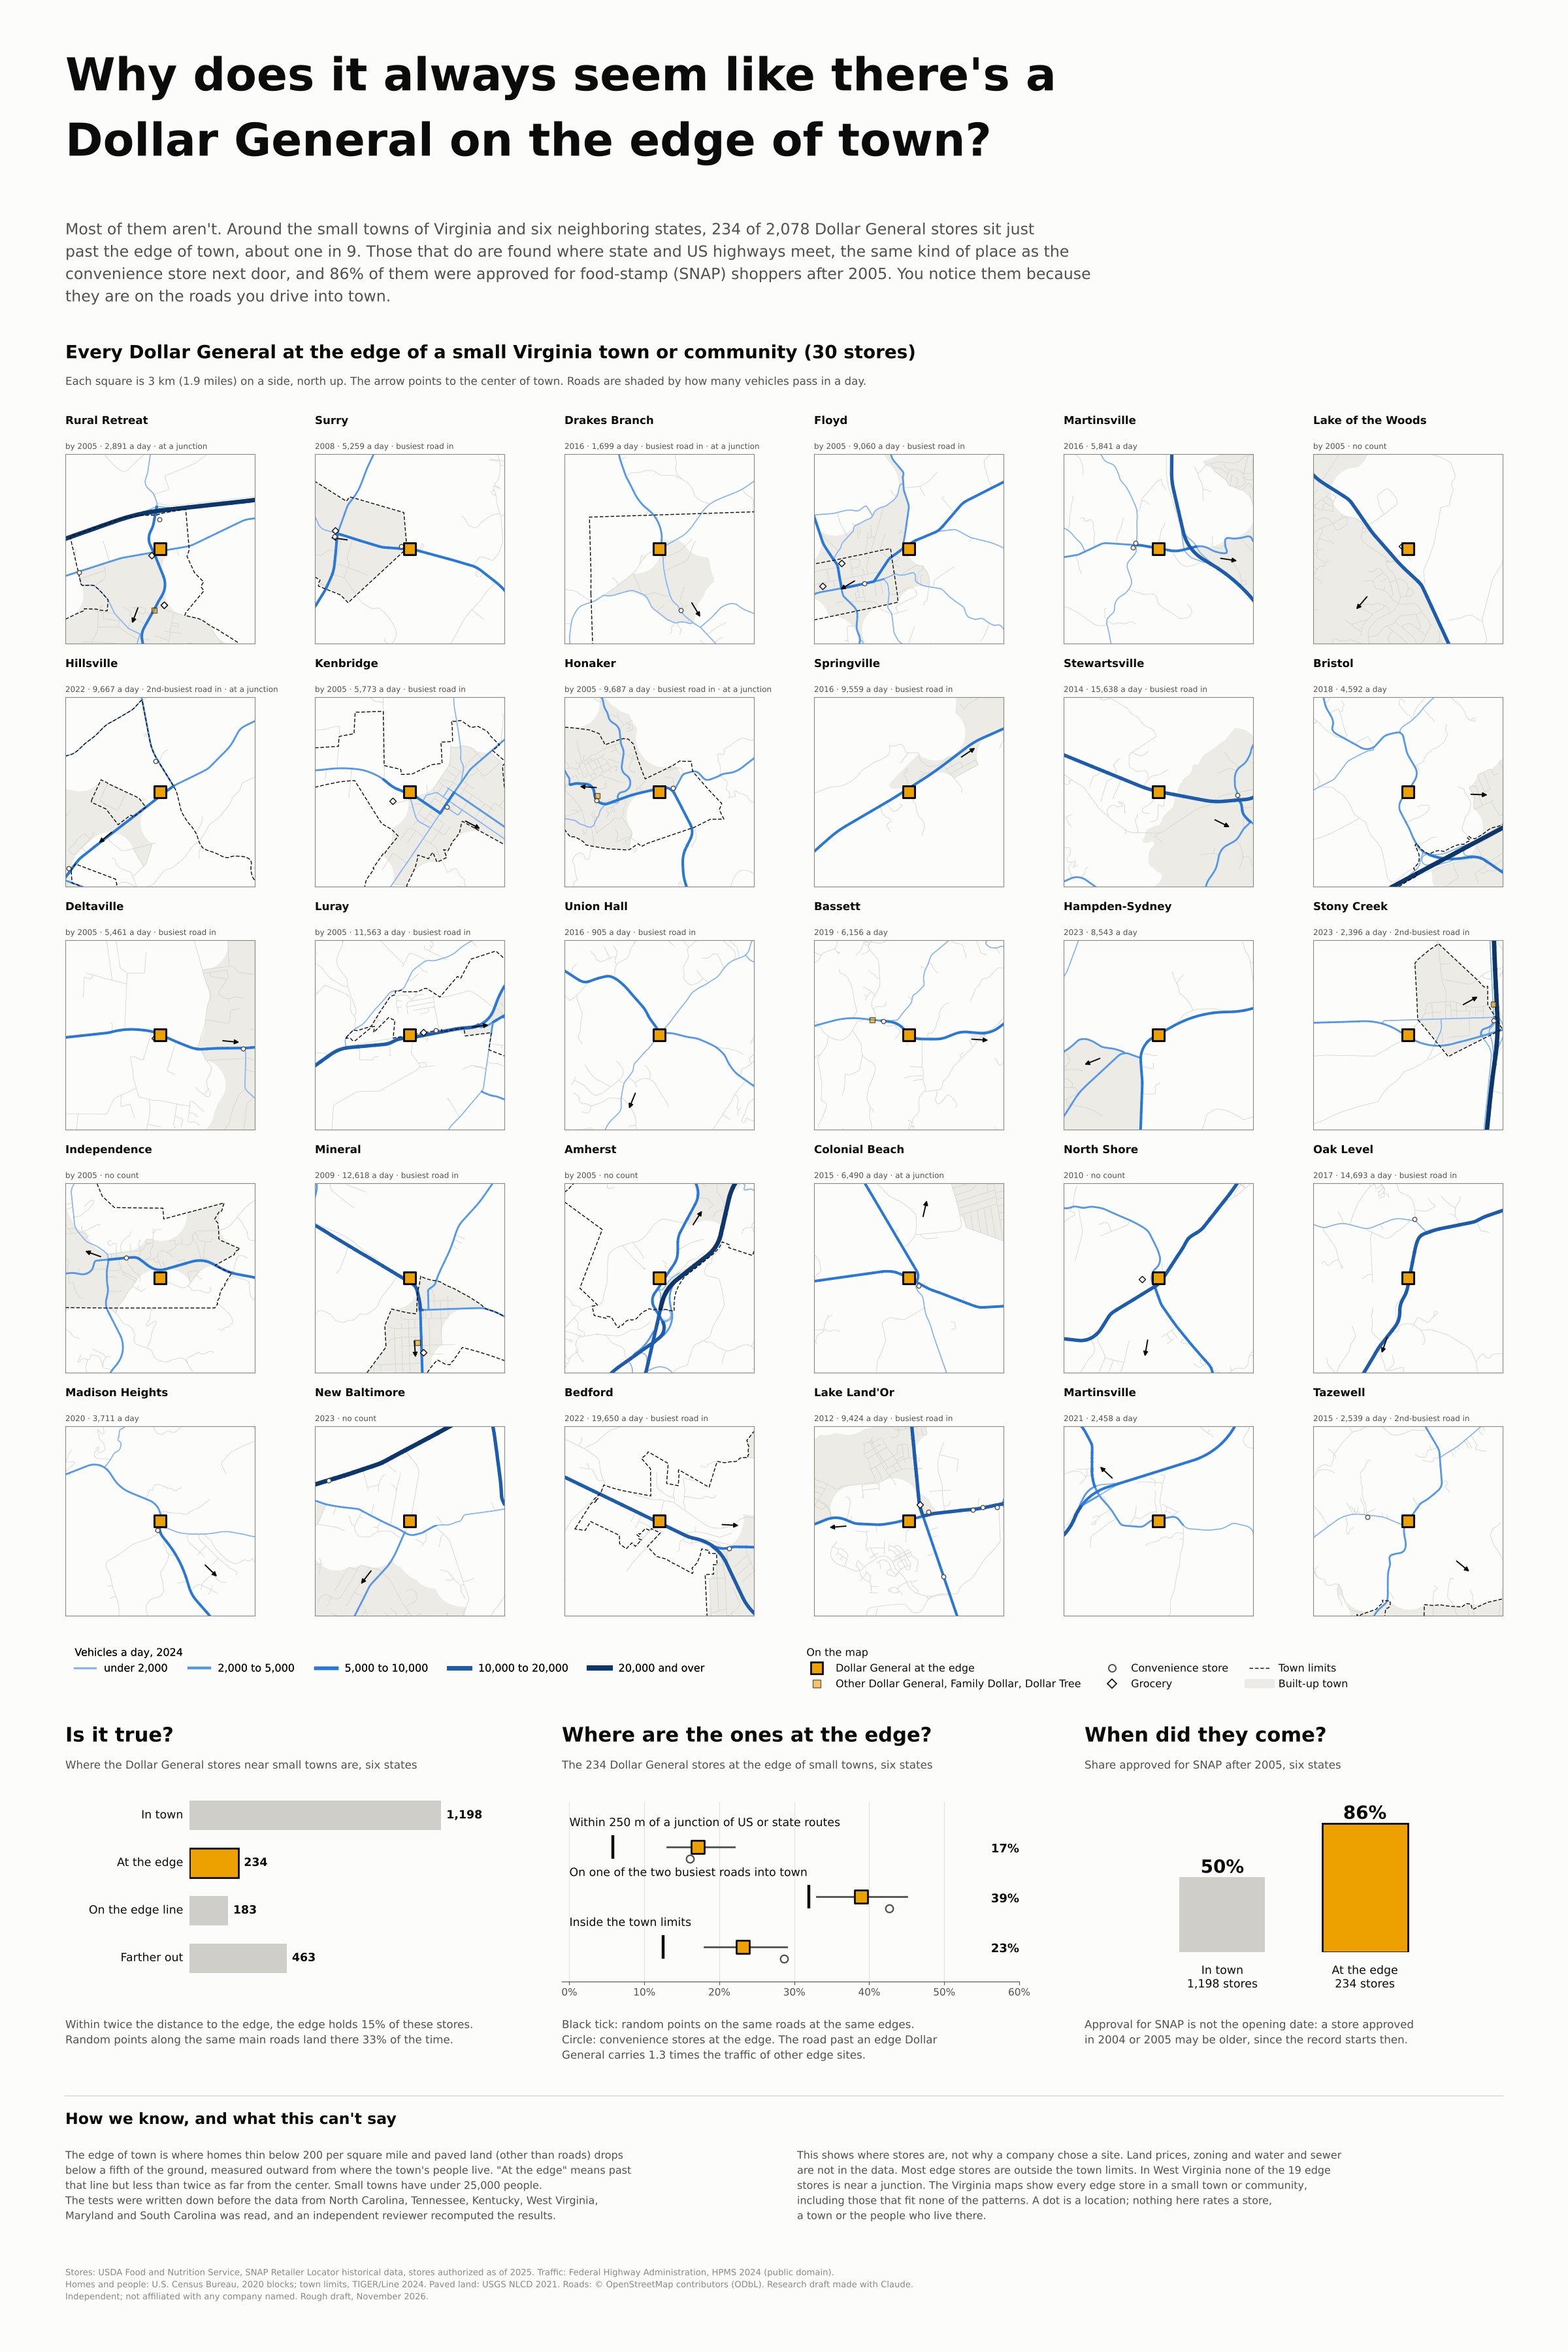 Why does it always seem like there's a
Dollar General on the edge of town?
Most of them aren't. Around the small towns of Virginia and six neighboring states, 234 of 2,078 Dollar General stores sit just
past the edge of town, about one in 9. Those that do are found where state and US highways meet, the same kind of place as the
convenience store next door, and 86% of them were approved for food-stamp (SNAP) shoppers after 2005. You notice them because
they are on the roads you drive into town.
Every Dollar General at the edge of a small Virginia town or community (30 stores)
Each square is 3 km (1.9 miles) on a side, north up. The arrow points to the center of town. Roads are shaded by how many vehicles pass in a day.
Rural Retreat
by 2005 · 2,891 a day · at a junction
Surry
2008 · 5,259 a day · busiest road in
Drakes Branch
2016 · 1,699 a day · busiest road in · at a junction
Floyd
by 2005 · 9,060 a day · busiest road in
Martinsville
2016 · 5,841 a day
Lake of the Woods
by 2005 · no count
Hillsville
2022 · 9,667 a day · 2nd-busiest road in · at a junction
Kenbridge
by 2005 · 5,773 a day · busiest road in
Honaker
by 2005 · 9,687 a day · busiest road in · at a junction
Springville
2016 · 9,559 a day · busiest road in
Stewartsville
2014 · 15,638 a day · busiest road in
Bristol
2018 · 4,592 a day
Deltaville
by 2005 · 5,461 a day · busiest road in
Luray
by 2005 · 11,563 a day · busiest road in
Union Hall
2016 · 905 a day · busiest road in
Bassett
2019 · 6,156 a day
Hampden-Sydney
2023 · 8,543 a day
Stony Creek
2023 · 2,396 a day · 2nd-busiest road in
Independence
by 2005 · no count
Mineral
2009 · 12,618 a day · busiest road in
Amherst
by 2005 · no count
Colonial Beach
2015 · 6,490 a day · at a junction
North Shore
2010 · no count
Oak Level
2017 · 14,693 a day · busiest road in
Madison Heights
2020 · 3,711 a day
New Baltimore
2023 · no count
Bedford
2022 · 19,650 a day · busiest road in
Lake Land'Or
2012 · 9,424 a day · busiest road in
Martinsville
2021 · 2,458 a day
Tazewell
2015 · 2,539 a day · 2nd-busiest road in
Vehicles a day, 2024
under 2,000
2,000 to 5,000
5,000 to 10,000
10,000 to 20,000
20,000 and over
On the map
Dollar General at the edge
Other Dollar General, Family Dollar, Dollar Tree
Convenience store
Grocery
Town limits
Built-up town
Is it true?
Where the Dollar General stores near small towns are, six states
In town
1,198
At the edge
234
On the edge line
183
Farther out
463
Within twice the distance to the edge, the edge holds 15% of these stores.
Random points along the same main roads land there 33% of the time.
Where are the ones at the edge?
The 234 Dollar General stores at the edge of small towns, six states
Within 250 m of a junction of US or state routes
17%
On one of the two busiest roads into town
39%
Inside the town limits
23%
0%
10%
20%
30%
40%
50%
60%
Black tick: random points on the same roads at the same edges.
Circle: convenience stores at the edge. The road past an edge Dollar
General carries 1.3 times the traffic of other edge sites.
When did they come?
Share approved for SNAP after 2005, six states
50%
86%
In town
1,198 stores
At the edge
234 stores
Approval for SNAP is not the opening date: a store approved
in 2004 or 2005 may be older, since the record starts then.
How we know, and what this can't say
The edge of town is where homes thin below 200 per square mile and paved land (other than roads) drops
below a fifth of the ground, measured outward from where the town's people live. "At the edge" means past
that line but less than twice as far from the center. Small towns have under 25,000 people.
The tests were written down before the data from North Carolina, Tennessee, Kentucky, West Virginia,
Maryland and South Carolina was read, and an independent reviewer recomputed the results.
This shows where stores are, not why a company chose a site. Land prices, zoning and water and sewer
are not in the data. Most edge stores are outside the town limits. In West Virginia none of the 19 edge
stores is near a junction. The Virginia maps show every edge store in a small town or community,
including those that fit none of the patterns. A dot is a location; nothing here rates a store,
a town or the people who live there.
Stores: USDA Food and Nutrition Service, SNAP Retailer Locator historical data, stores authorized as of 2025. Traffic: Federal Highway Administration, HPMS 2024 (public domain).
Homes and people: U.S. Census Bureau, 2020 blocks; town limits, TIGER/Line 2024. Paved land: USGS NLCD 2021. Roads: © OpenStreetMap contributors (ODbL). Research draft made with Claude.
Independent; not affiliated with any company named. Rough draft, November 2026.